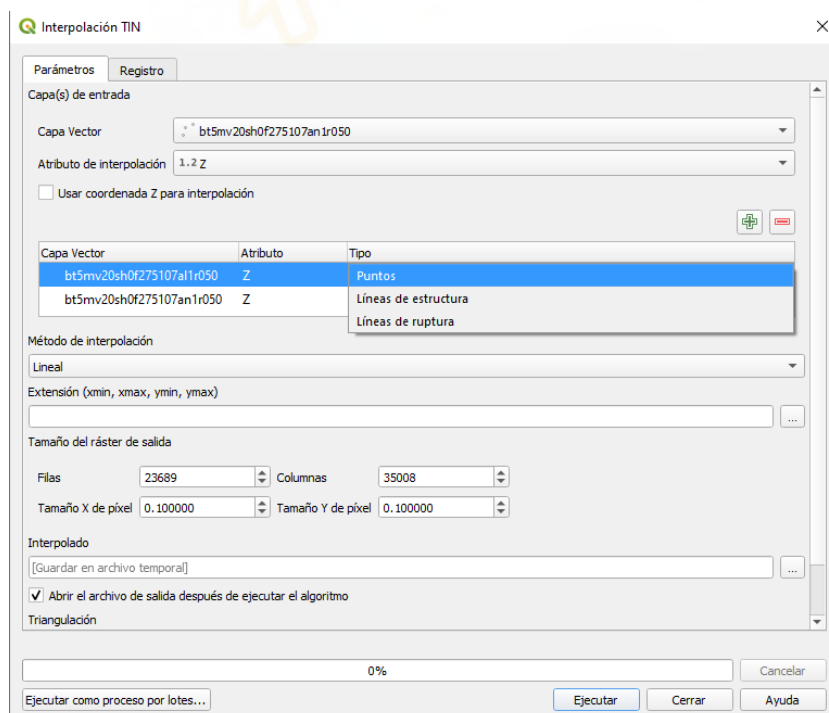 Interpolación TIN
Parámetros Registro
Capa(s) de entrada
Capa Vector bt5mv20sh0f275107an1r050
Atributo de interpolación 1.2 Z
Usar coordenada Z para interpolación
Capa Vector Atributo Tipo
bt5mv20sh0f275107al1r050 Z Puntos
Líneas de estructura
bt5mv20sh0f275107an1r050 Z
Líneas de ruptura
Método de interpolación
Lineal
Extensión (xmin, xmax, ymin, ymax)
...
Tamaño del ráster de salida
Filas 23689 Columnas 35008
Tamaño X de píxel 0.100000 Tamaño Y de píxel 0.100000
Interpolado
[Guardar en archivo temporal] ...
Abrir el archivo de salida después de ejecutar el algoritmo
Triangulación
0% Cancelar
Ejecutar como proceso por lotes... Ejecutar Cerrar Ayuda